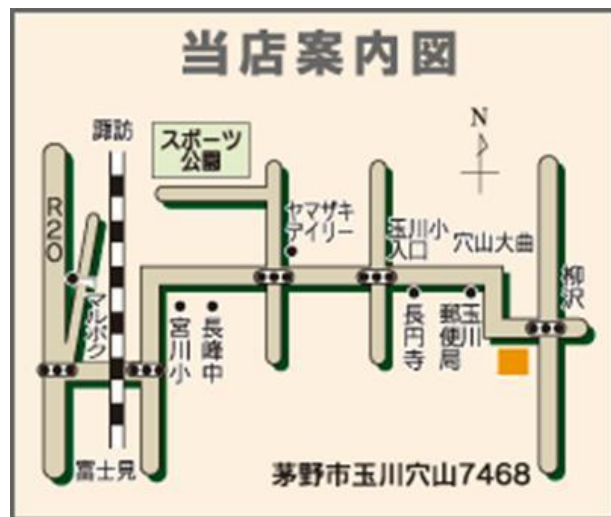 当店案内図
諏訪
スポーツ
公園
N
R20
ヤマザキ
デイリー
玉川小
入口
穴山大曲
柳沢
マルボク
宮川小
長峰中
長円寺
玉川
郵便局
富士見
茅野市玉川穴山7468